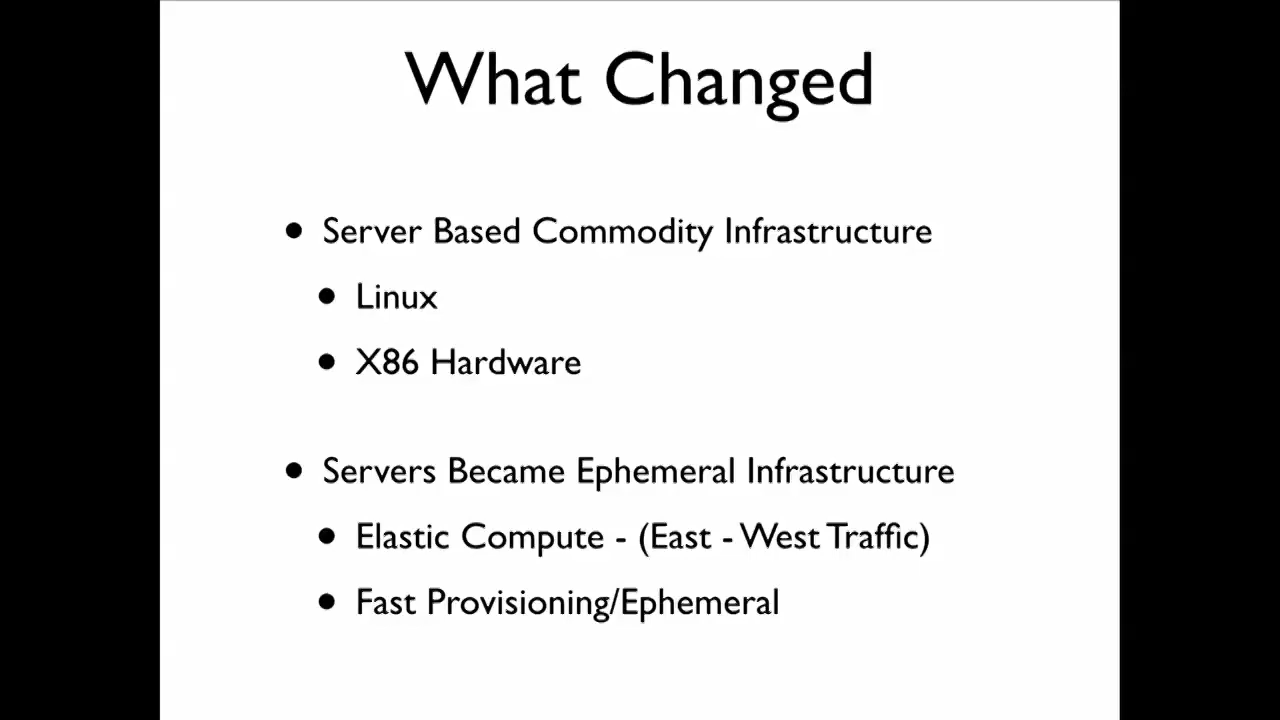 What Changed
• Server Based Commodity Infrastructure
• Linux
• X86 Hardware
• Servers Became Ephemeral Infrastructure
• Elastic Compute - (East - West Traffic)
• Fast Provisioning/Ephemeral